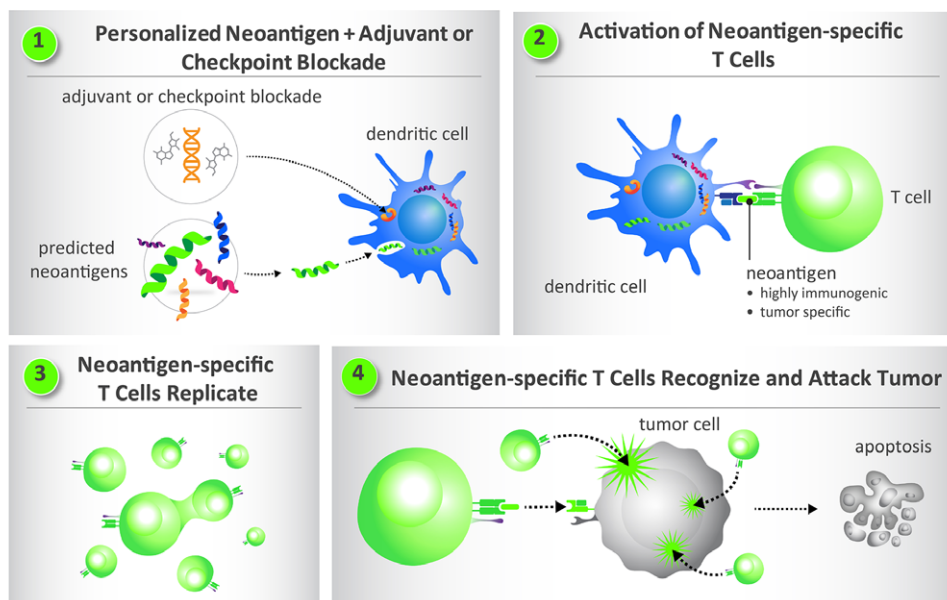 1
Personalized Neoantigen + Adjuvant or
Checkpoint Blockade
adjuvant or checkpoint blockade
dendritic cell
predicted
neoantigens
2
Activation of Neoantigen-specific
T Cells
T cell
dendritic cell
neoantigen
• highly immunogenic
• tumor specific
3
Neoantigen-specific
T Cells Replicate
4
Neoantigen-specific T Cells Recognize and Attack Tumor
tumor cell
apoptosis